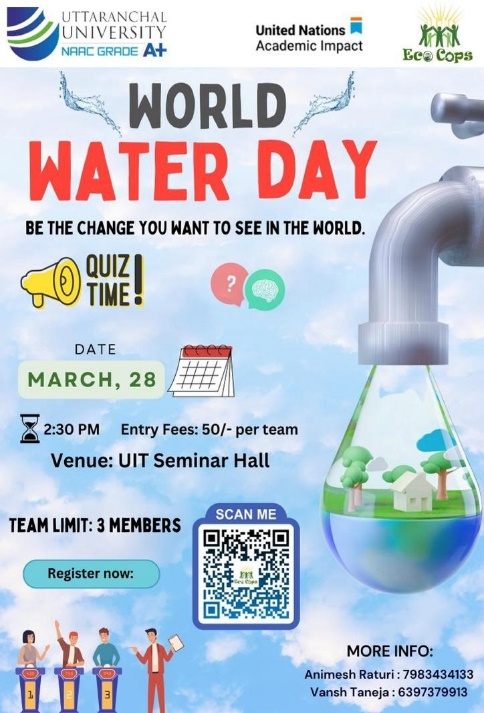 UTTARANCHAL
UNIVERSITY
NAAC GRADE A+
United Nations
Academic Impact
Eco Cops
WORLD
WATER DAY
BE THE CHANGE YOU WANT TO SEE IN THE WORLD.
QUIZ
TIME!
?
DATE
MARCH, 28
2:30 PM Entry Fees: 50/- per team
Venue: UIT Seminar Hall
TEAM LIMIT: 3 MEMBERS
SCAN ME
Eco Cops
Register now:
1 2 3
MORE INFO:
Animesh Raturi : 7983434133
Vansh Taneja : 6397379913